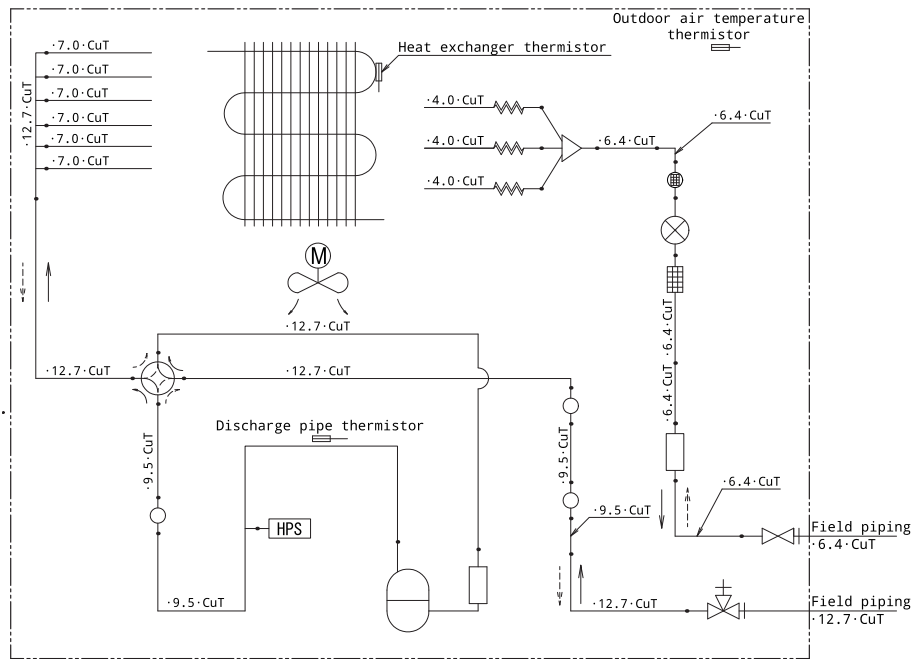 Outdoor air temperature
thermistor
·7.0·CuT
·7.0·CuT
·7.0·CuT
·7.0·CuT
·7.0·CuT
·7.0·CuT
·12.7·CuT
Heat exchanger thermistor
·4.0·CuT
·4.0·CuT
·4.0·CuT
·6.4·CuT
·6.4·CuT
M
·12.7·CuT
·6.4·CuT
·12.7·CuT
·12.7·CuT
·6.4·CuT
Discharge pipe thermistor
·9.5·CuT
·9.5·CuT
·6.4·CuT
·9.5·CuT
HPS
Field piping
·6.4·CuT
·9.5·CuT
·12.7·CuT
Field piping
·12.7·CuT